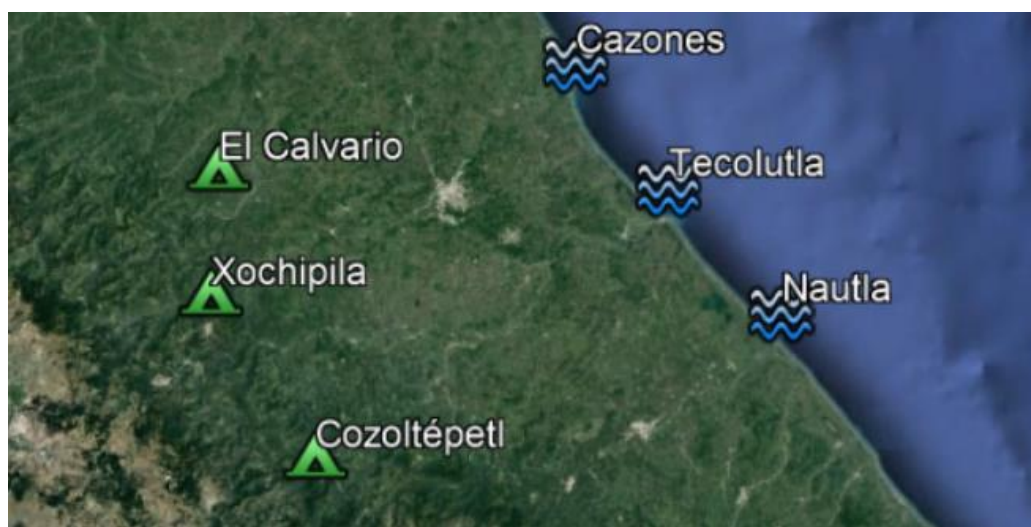 Cazones
El Calvario
Tecolutla
Xochipila
Nautla
Cozoltépetl